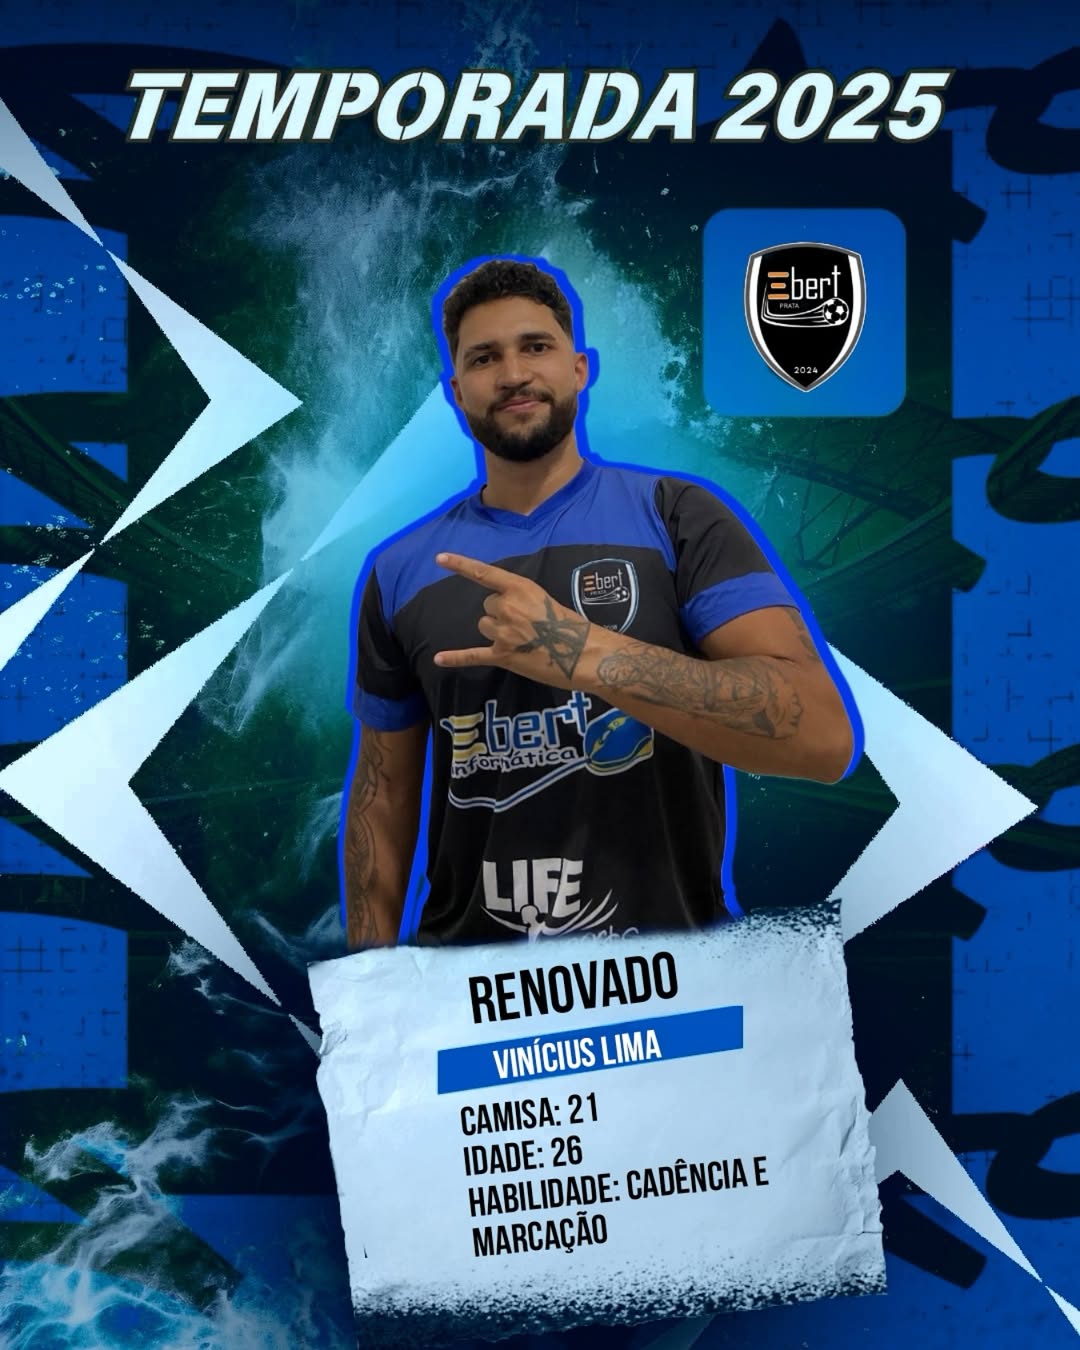 TEMPORADA 2025
Ebert
PRATA
2024
Ebert
PRATA
Ebert
informática
LIFE
RENOVADO
VINÍCIUS LIMA
CAMISA: 21
IDADE: 26
HABILIDADE: CADÊNCIA E
MARCAÇÃO